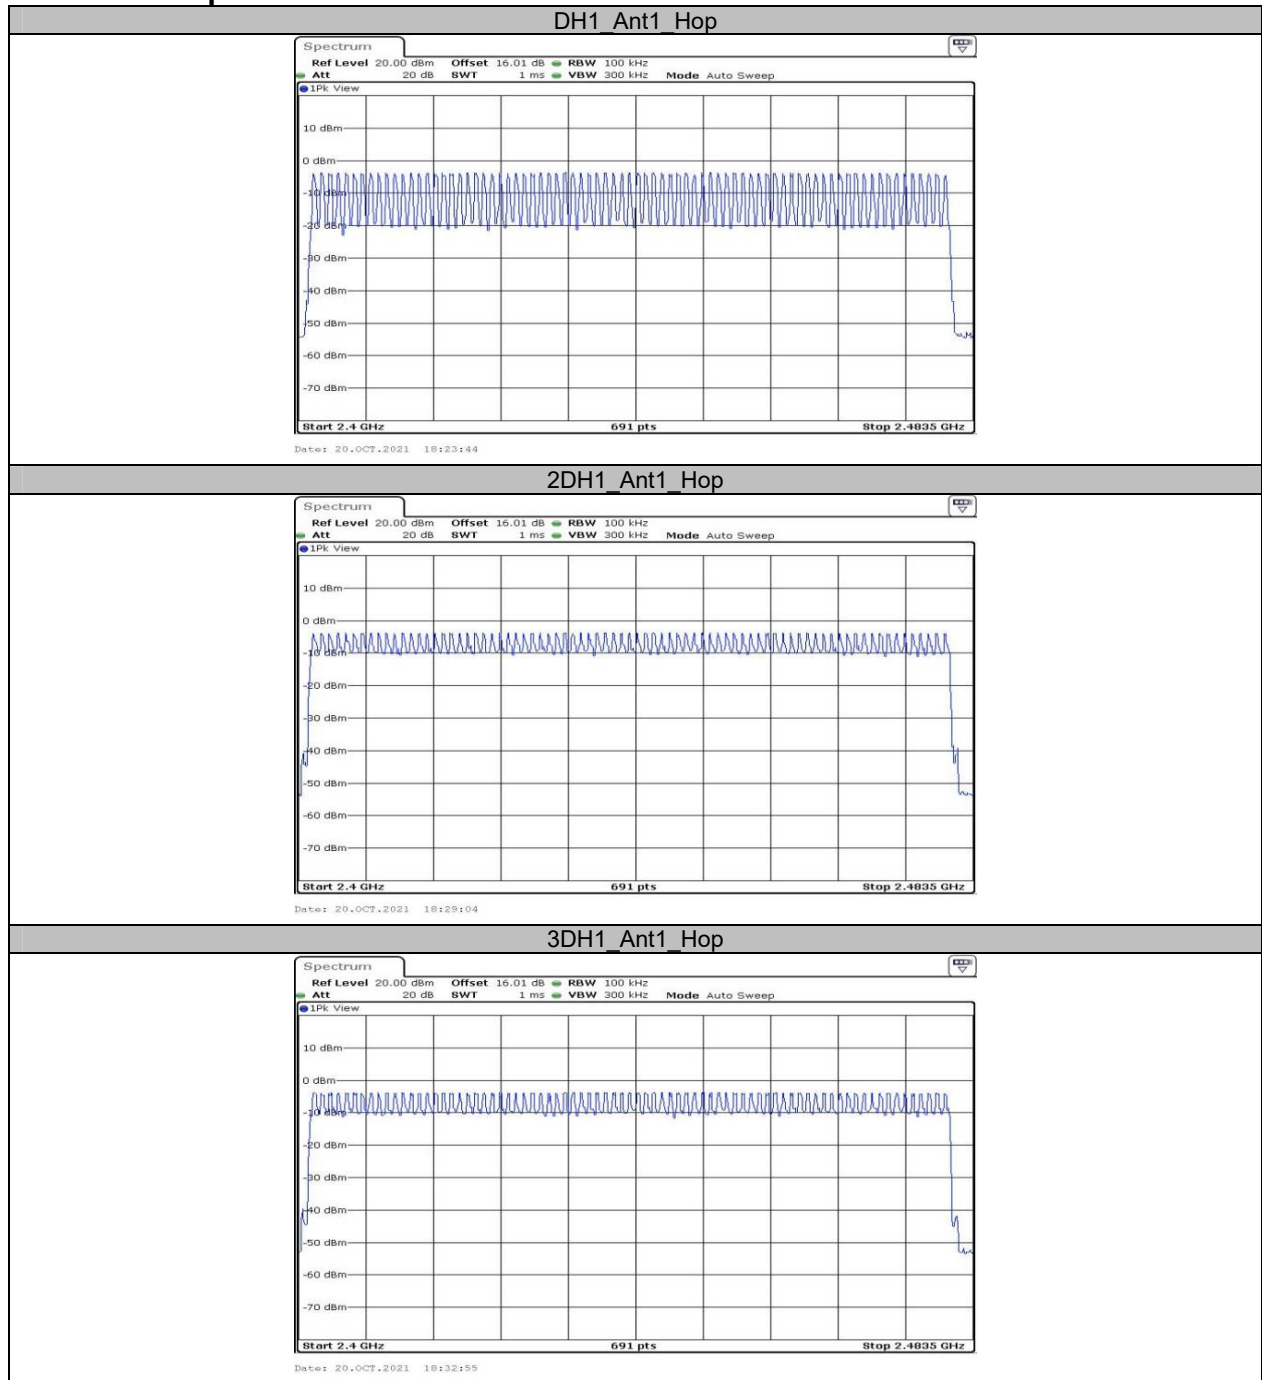 DH1_Ant1_Hop
Spectrum
Ref Level 20.00 dBm Offset 16.01 dB RBW 100 kHz
Att 20 dB SWT 1 ms VBW 300 kHz Mode Auto Sweep
1Pk View
10 dBm
0 dBm
-10 dBm
-20 dBm
-30 dBm
-40 dBm
-50 dBm
-60 dBm
-70 dBm
Start 2.4 GHz 691 pts Stop 2.4835 GHz
Date: 20.OCT.2021 18:23:44
2DH1_Ant1_Hop
Spectrum
Ref Level 20.00 dBm Offset 16.01 dB RBW 100 kHz
Att 20 dB SWT 1 ms VBW 300 kHz Mode Auto Sweep
1Pk View
10 dBm
0 dBm
-10 dBm
-20 dBm
-30 dBm
-40 dBm
-50 dBm
-60 dBm
-70 dBm
Start 2.4 GHz 691 pts Stop 2.4835 GHz
Date: 20.OCT.2021 18:29:04
3DH1_Ant1_Hop
Spectrum
Ref Level 20.00 dBm Offset 16.01 dB RBW 100 kHz
Att 20 dB SWT 1 ms VBW 300 kHz Mode Auto Sweep
1Pk View
10 dBm
0 dBm
-10 dBm
-20 dBm
-30 dBm
-40 dBm
-50 dBm
-60 dBm
-70 dBm
Start 2.4 GHz 691 pts Stop 2.4835 GHz
Date: 20.OCT.2021 18:32:55